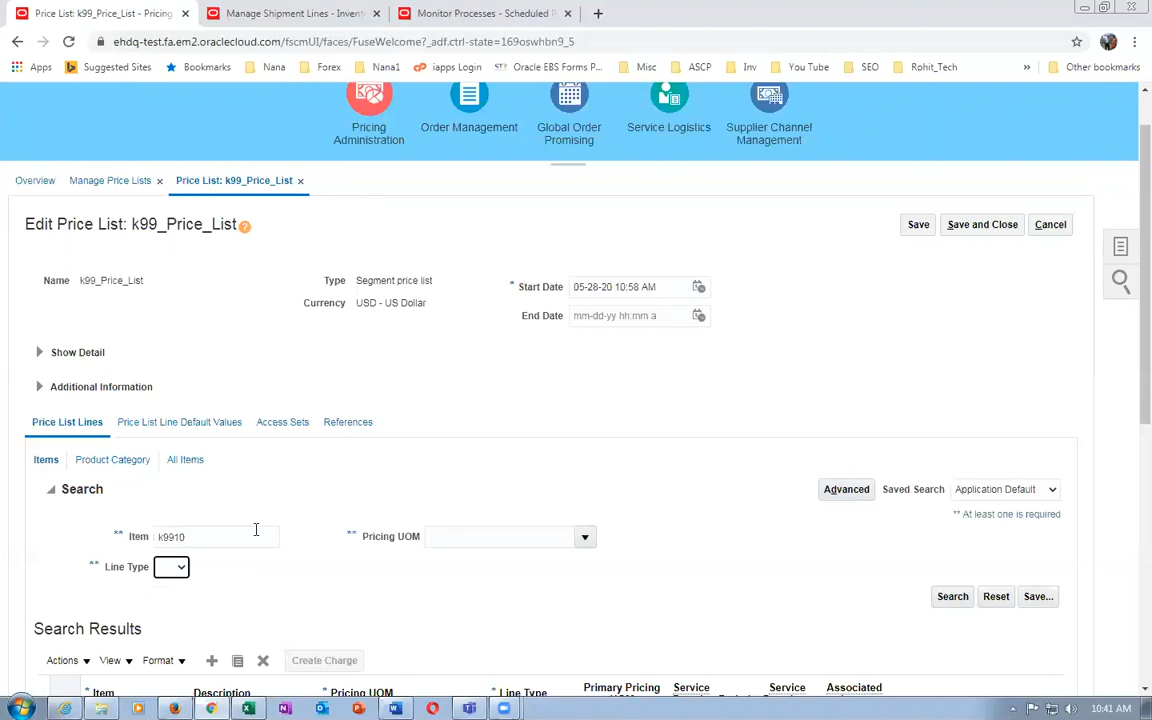 Price List: k99_Price_List - Pricing
Manage Shipment Lines - Invent
Monitor Processes - Scheduled P
ehdq-test.fa.em2.oraclecloud.com/fscmUI/faces/FuseWelcome?_adf.ctrl-state=169oswhbn9_5
Apps
Suggested Sites
Bookmarks
Nana
Forex
Nana1
iapps Login
Oracle EBS Forms P...
Misc
ASCP
Inv
You Tube
SEO
Rohit_Tech
»
Other bookmarks
Pricing Administration
Order Management
Global Order Promising
Service Logistics
Supplier Channel Management
Overview
Manage Price Lists
Price List: k99_Price_List
Edit Price List: k99_Price_List
Save
Save and Close
Cancel
Name k99_Price_List
Type Segment price list
Currency USD - US Dollar
* Start Date 05-28-20 10:58 AM
End Date mm-dd-yy hh:mm a
Show Detail
Additional Information
Price List Lines
Price List Line Default Values
Access Sets
References
Items
Product Category
All Items
Search
Advanced
Saved Search Application Default
** At least one is required
** Item k9910
** Pricing UOM
** Line Type
Search
Reset
Save...
Search Results
Actions
View
Format
Create Charge
* Item
Description
* Pricing UOM
* Line Type
Primary Pricing
Service
Service
Associated
10:41 AM